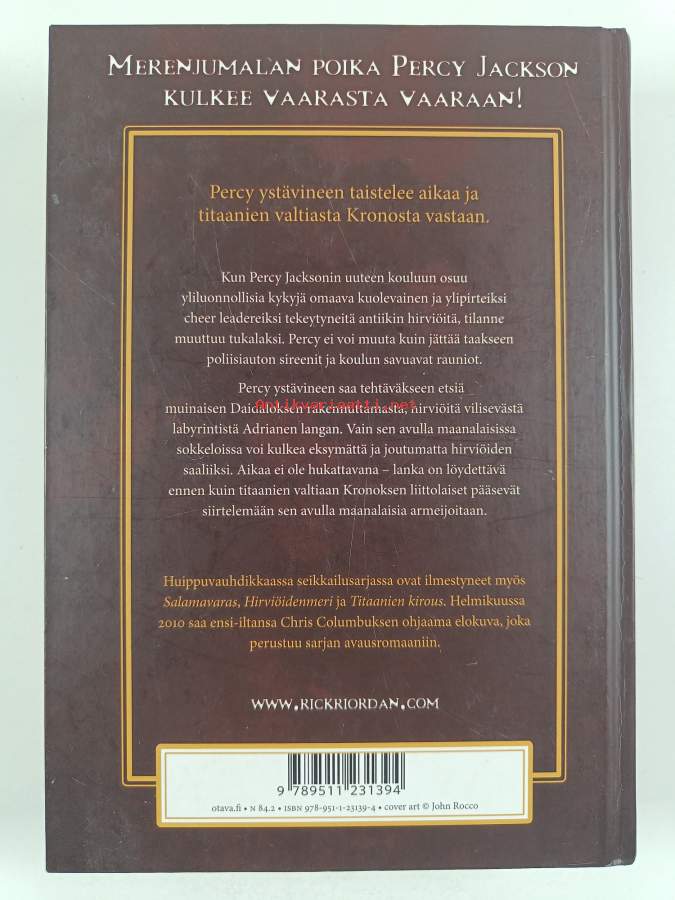 MERENJUMALAN POIKA PERCY JACKSON
KULKEE VAARASTA VAARAAN!
Percy ystävineen taistelee aikaa ja
titaanien valtiasta Kronosta vastaan.
Kun Percy Jacksonin uuteen kouluun osuu
yliluonnollisia kykyjä omaava kuolevainen ja ylipirteiksi
cheer leadereiksi tekeytyneitä antiikin hirviöitä, tilanne
muuttuu tukalaksi. Percy ei voi muuta kuin jättää taakseen
poliisiauton sireenit ja koulun savuavat rauniot.
Percy ystävineen saa tehtäväkseen etsiä
muinaisen Daidaloksen rakennuttamasta, hirviöitä vilisevästä
antikvariaatti.net
labyrintistä Adrianen langan. Vain sen avulla maanalaisissa
sokkeloissa voi kulkea eksymättä ja joutumatta hirviöiden
saaliiksi. Aikaa ei ole hukattavana – lanka on löydettävä
ennen kuin titaanien valtiaan Kronoksen liittolaiset pääsevät
siirtelemään sen avulla maanalaisia armeijoitaan.
Huippuvauhdikkaassa seikkailusarjassa ovat ilmestyneet myös
Salamavaras, Hirviöidenmeri ja Titaanien kirous. Helmikuussa
2010 saa ensi-iltansa Chris Columbuksen ohjaama elokuva, joka
perustuu sarjan avausromaaniin.
WWW.RICKRIORDAN.COM
9 789511 231394
otava.fi • N 84.2 • ISBN 978-951-1-23139-4 • cover art © John Rocco